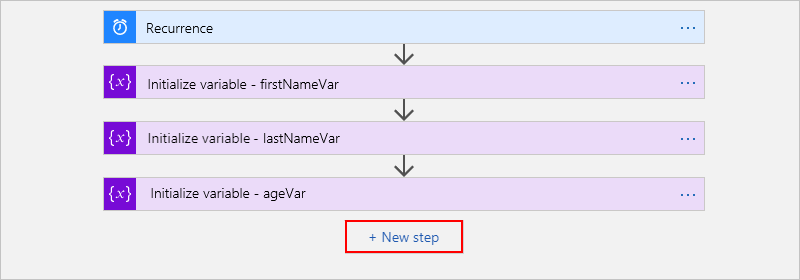 Recurrence
...
{x} Initialize variable - firstNameVar
...
{x} Initialize variable - lastNameVar
...
{x} Initialize variable - ageVar
...
+ New step